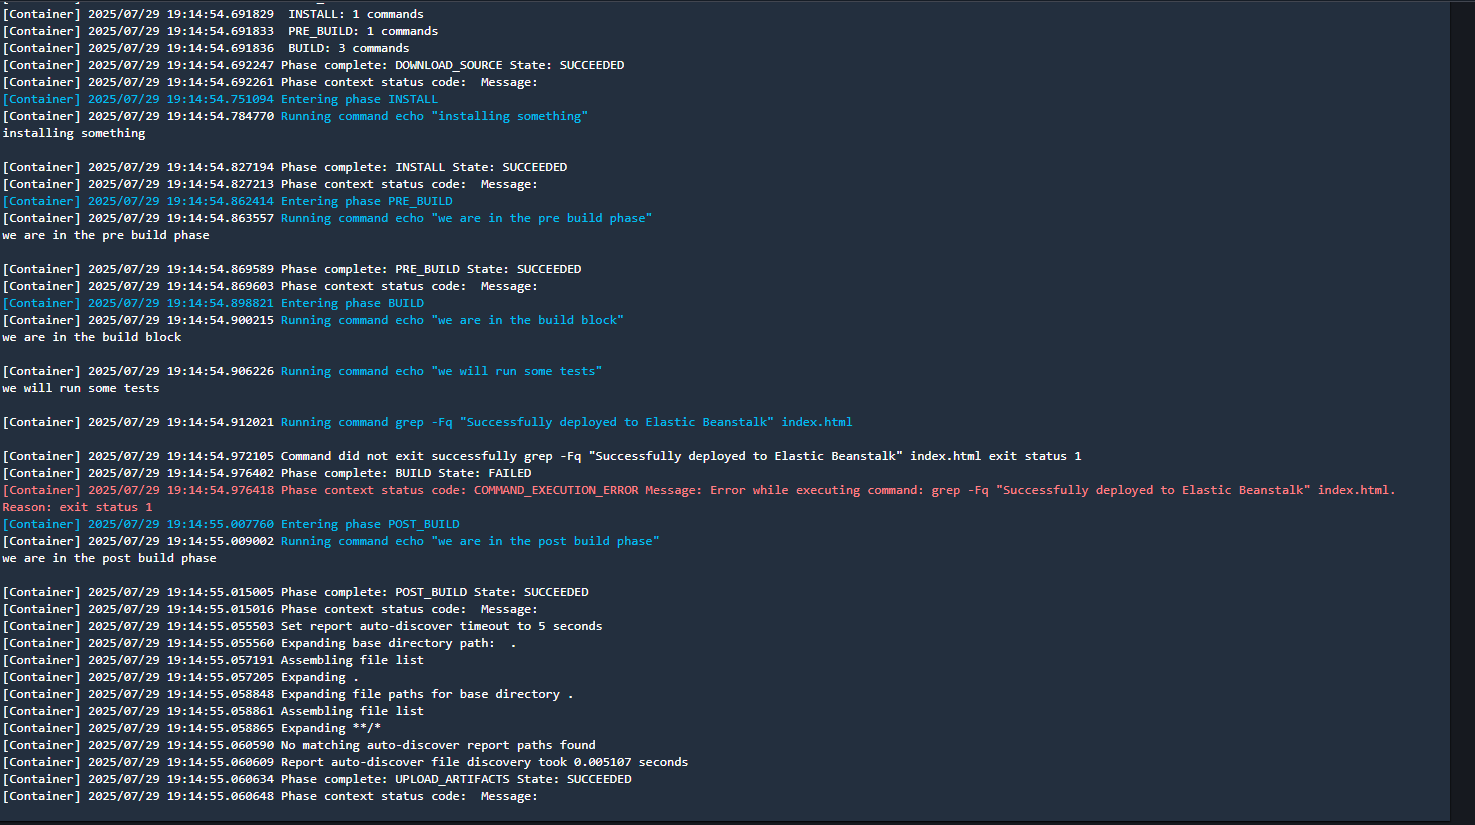 [Container] 2025/07/29 19:14:54.691829  INSTALL: 1 commands
[Container] 2025/07/29 19:14:54.691833  PRE_BUILD: 1 commands
[Container] 2025/07/29 19:14:54.691836  BUILD: 3 commands
[Container] 2025/07/29 19:14:54.692247 Phase complete: DOWNLOAD_SOURCE State: SUCCEEDED
[Container] 2025/07/29 19:14:54.692261 Phase context status code:  Message:
[Container] 2025/07/29 19:14:54.751094 Entering phase INSTALL
[Container] 2025/07/29 19:14:54.784770 Running command echo "installing something"
installing something
[Container] 2025/07/29 19:14:54.827194 Phase complete: INSTALL State: SUCCEEDED
[Container] 2025/07/29 19:14:54.827213 Phase context status code:  Message:
[Container] 2025/07/29 19:14:54.862414 Entering phase PRE_BUILD
[Container] 2025/07/29 19:14:54.863557 Running command echo "we are in the pre build phase"
we are in the pre build phase
[Container] 2025/07/29 19:14:54.869589 Phase complete: PRE_BUILD State: SUCCEEDED
[Container] 2025/07/29 19:14:54.869603 Phase context status code:  Message:
[Container] 2025/07/29 19:14:54.898821 Entering phase BUILD
[Container] 2025/07/29 19:14:54.900215 Running command echo "we are in the build block"
we are in the build block
[Container] 2025/07/29 19:14:54.906226 Running command echo "we will run some tests"
we will run some tests
[Container] 2025/07/29 19:14:54.912021 Running command grep -Fq "Successfully deployed to Elastic Beanstalk" index.html
[Container] 2025/07/29 19:14:54.972105 Command did not exit successfully grep -Fq "Successfully deployed to Elastic Beanstalk" index.html exit status 1
[Container] 2025/07/29 19:14:54.976402 Phase complete: BUILD State: FAILED
[Container] 2025/07/29 19:14:54.976418 Phase context status code: COMMAND_EXECUTION_ERROR Message: Error while executing command: grep -Fq "Successfully deployed to Elastic Beanstalk" index.html.
Reason: exit status 1
[Container] 2025/07/29 19:14:55.007760 Entering phase POST_BUILD
[Container] 2025/07/29 19:14:55.009002 Running command echo "we are in the post build phase"
we are in the post build phase
[Container] 2025/07/29 19:14:55.015005 Phase complete: POST_BUILD State: SUCCEEDED
[Container] 2025/07/29 19:14:55.015016 Phase context status code:  Message:
[Container] 2025/07/29 19:14:55.055503 Set report auto-discover timeout to 5 seconds
[Container] 2025/07/29 19:14:55.055560 Expanding base directory path:  .
[Container] 2025/07/29 19:14:55.057191 Assembling file list
[Container] 2025/07/29 19:14:55.057205 Expanding .
[Container] 2025/07/29 19:14:55.058848 Expanding file paths for base directory .
[Container] 2025/07/29 19:14:55.058861 Assembling file list
[Container] 2025/07/29 19:14:55.058865 Expanding **/*
[Container] 2025/07/29 19:14:55.060590 No matching auto-discover report paths found
[Container] 2025/07/29 19:14:55.060609 Report auto-discover file discovery took 0.005107 seconds
[Container] 2025/07/29 19:14:55.060634 Phase complete: UPLOAD_ARTIFACTS State: SUCCEEDED
[Container] 2025/07/29 19:14:55.060648 Phase context status code:  Message: